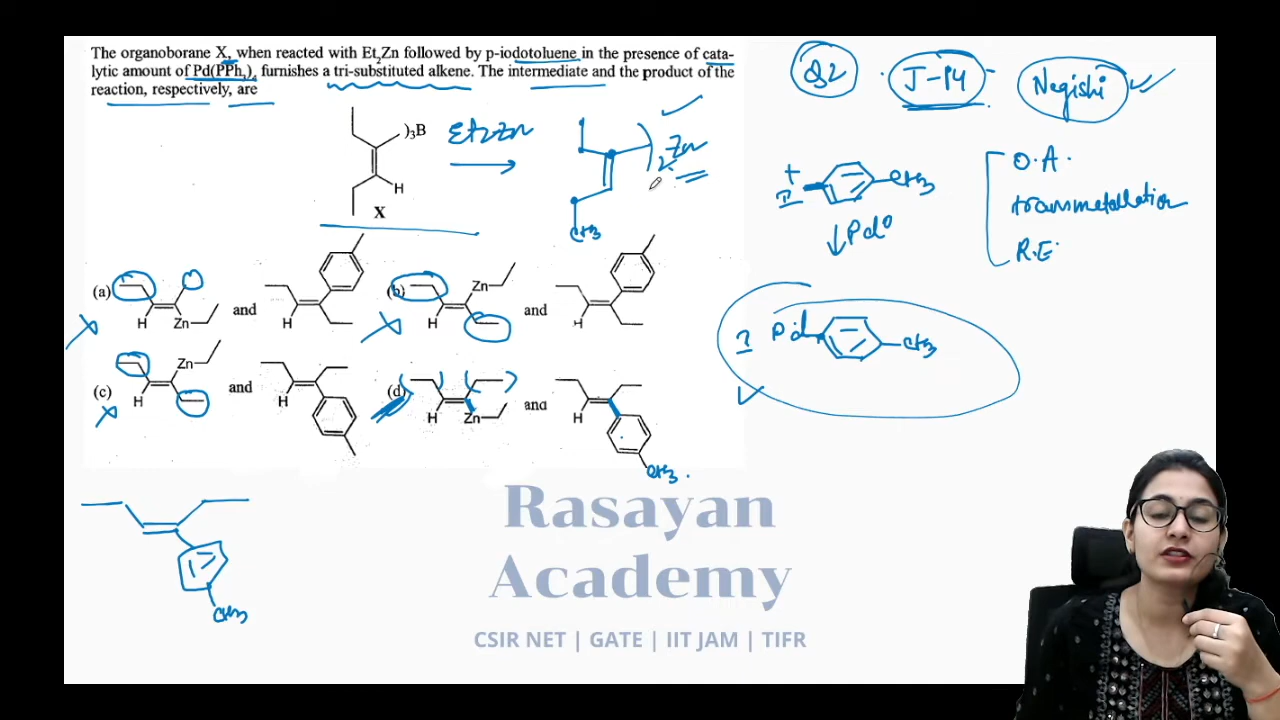 The organoborane X, when reacted with Et2Zn followed by p-iodotoluene in the presence of cata-
lytic amount of Pd(PPh3)4 furnishes a tri-substituted alkene. The intermediate and the product of the
reaction, respectively, are
Q2
J-14
Negishi
)3B
H
X
Et2Zn
)2 Zn
CH3
+
I
CH3
Pd0
O.A.
transmetallation
R.E.
(a)
H
Zn
and
H
(b)
Zn
H
and
H
I
Pd
CH3
(c)
Zn
H
and
H
(d)
H
Zn
and
H
CH3
CH3
Rasayan
Academy
CSIR NET | GATE | IIT JAM | TIFR